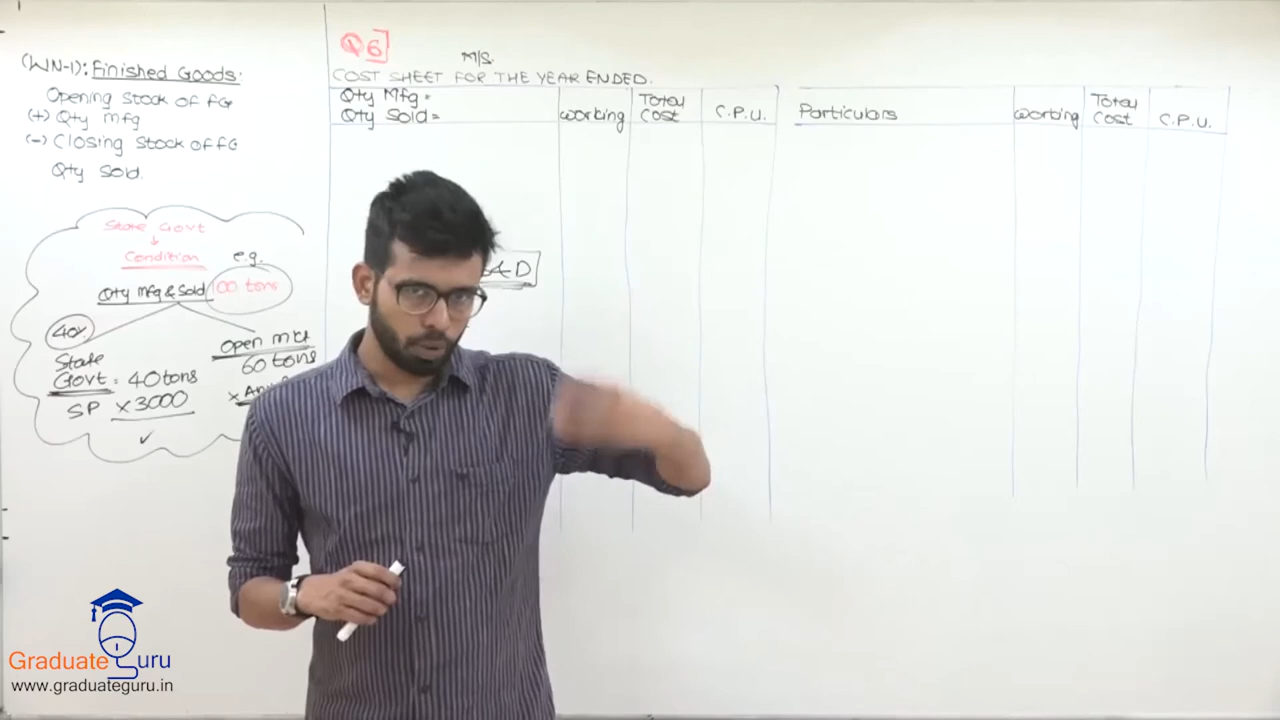 (WN-1): Finished Goods:
Opening Stock of FG
(+) Qty Mfg
(-) Closing Stock of FG
Qty Sold.
State Govt
Condition
e.g.
Qty Mfg & Sold
100 tons
40%
State
Govt = 40 tons
SP × 3000
Open mkt
60 tons
×
Q6
M/S.
COST SHEET FOR THE YEAR ENDED.
Qty Mfg =
Qty Sold =
Working
Total Cost
C.P.U.
Particulars
Working
Total Cost
C.P.U.
Graduate Guru
www.graduateguru.in